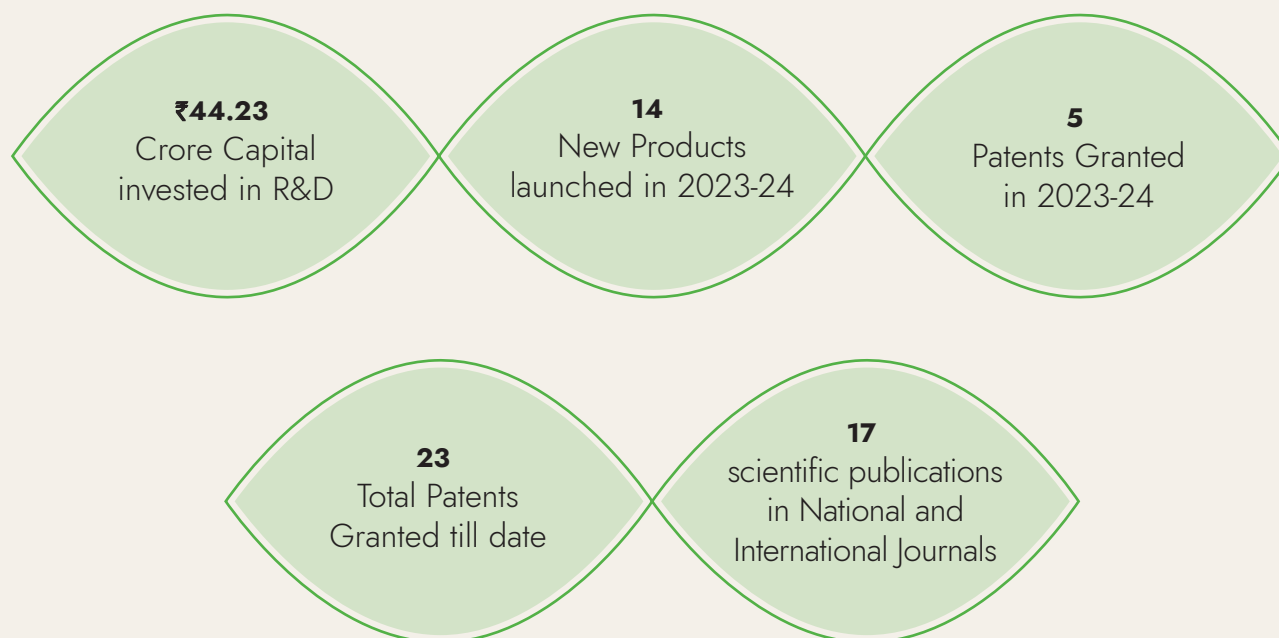 ₹44.23
Crore Capital
invested in R&D
14
New Products
launched in 2023-24
5
Patents Granted
in 2023-24
23
Total Patents
Granted till date
17
scientific publications
in National and
International Journals